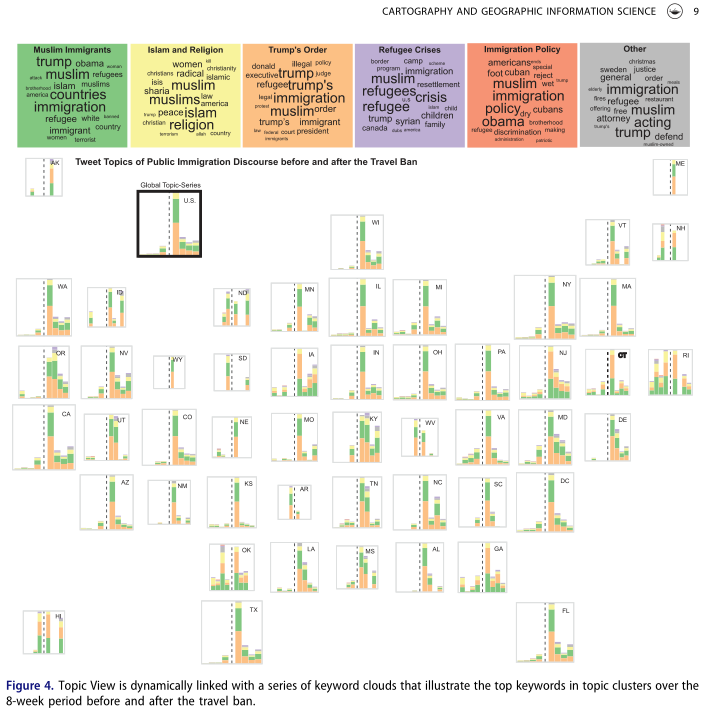 CARTOGRAPHY AND GEOGRAPHIC INFORMATION SCIENCE 9
Muslim Immigrants
trump obama women
attack muslim refugees
brotherhood islam muslims
america countries
immigration
refugee white banned
immigrant country
women terrorist
Islam and Religion
women kill
christians radical christianity
isis muslim islamic
sharia
muslims law
america
trump peace islam
christian religion
terrorism allah country
Trump's Order
donald illegal policy
executive trump judge
refugee trump's
legal immigration
protest muslim order
trump's immigrant
law federal court president
immigrants
Refugee Crises
border camp scheme
program immigration
muslim resettlement
refugees crisis
u.s
refugee islam child
trump syrian children
canada dubs america family
Immigration Policy
americans
special
foot cuban reject
muslim wet trump
immigration
policy dry cubans
obama brotherhood
refugee discrimination making
administration patriots
Other
christmas
sweden justice
general order meals
elderly immigration
fires refugee restaurant
offering free muslim
attorney acting
trump's trump defend
muslim-owned
Tweet Topics of Public Immigration Discourse before and after the Travel Ban
AK
ME
Global Topic-Series
U.S.
WI
VT
NH
WA
ID
ND
MN
IL
MI
NY
MA
OR
NV
WY
SD
IA
IN
OH
PA
NJ
CT
RI
CA
UT
CO
NE
MO
KY
WV
VA
MD
DE
AZ
NM
KS
AR
TN
NC
SC
DC
OK
LA
MS
AL
GA
HI
TX
FL
Figure 4. Topic View is dynamically linked with a series of keyword clouds that illustrate the top keywords in topic clusters over the
8-week period before and after the travel ban.